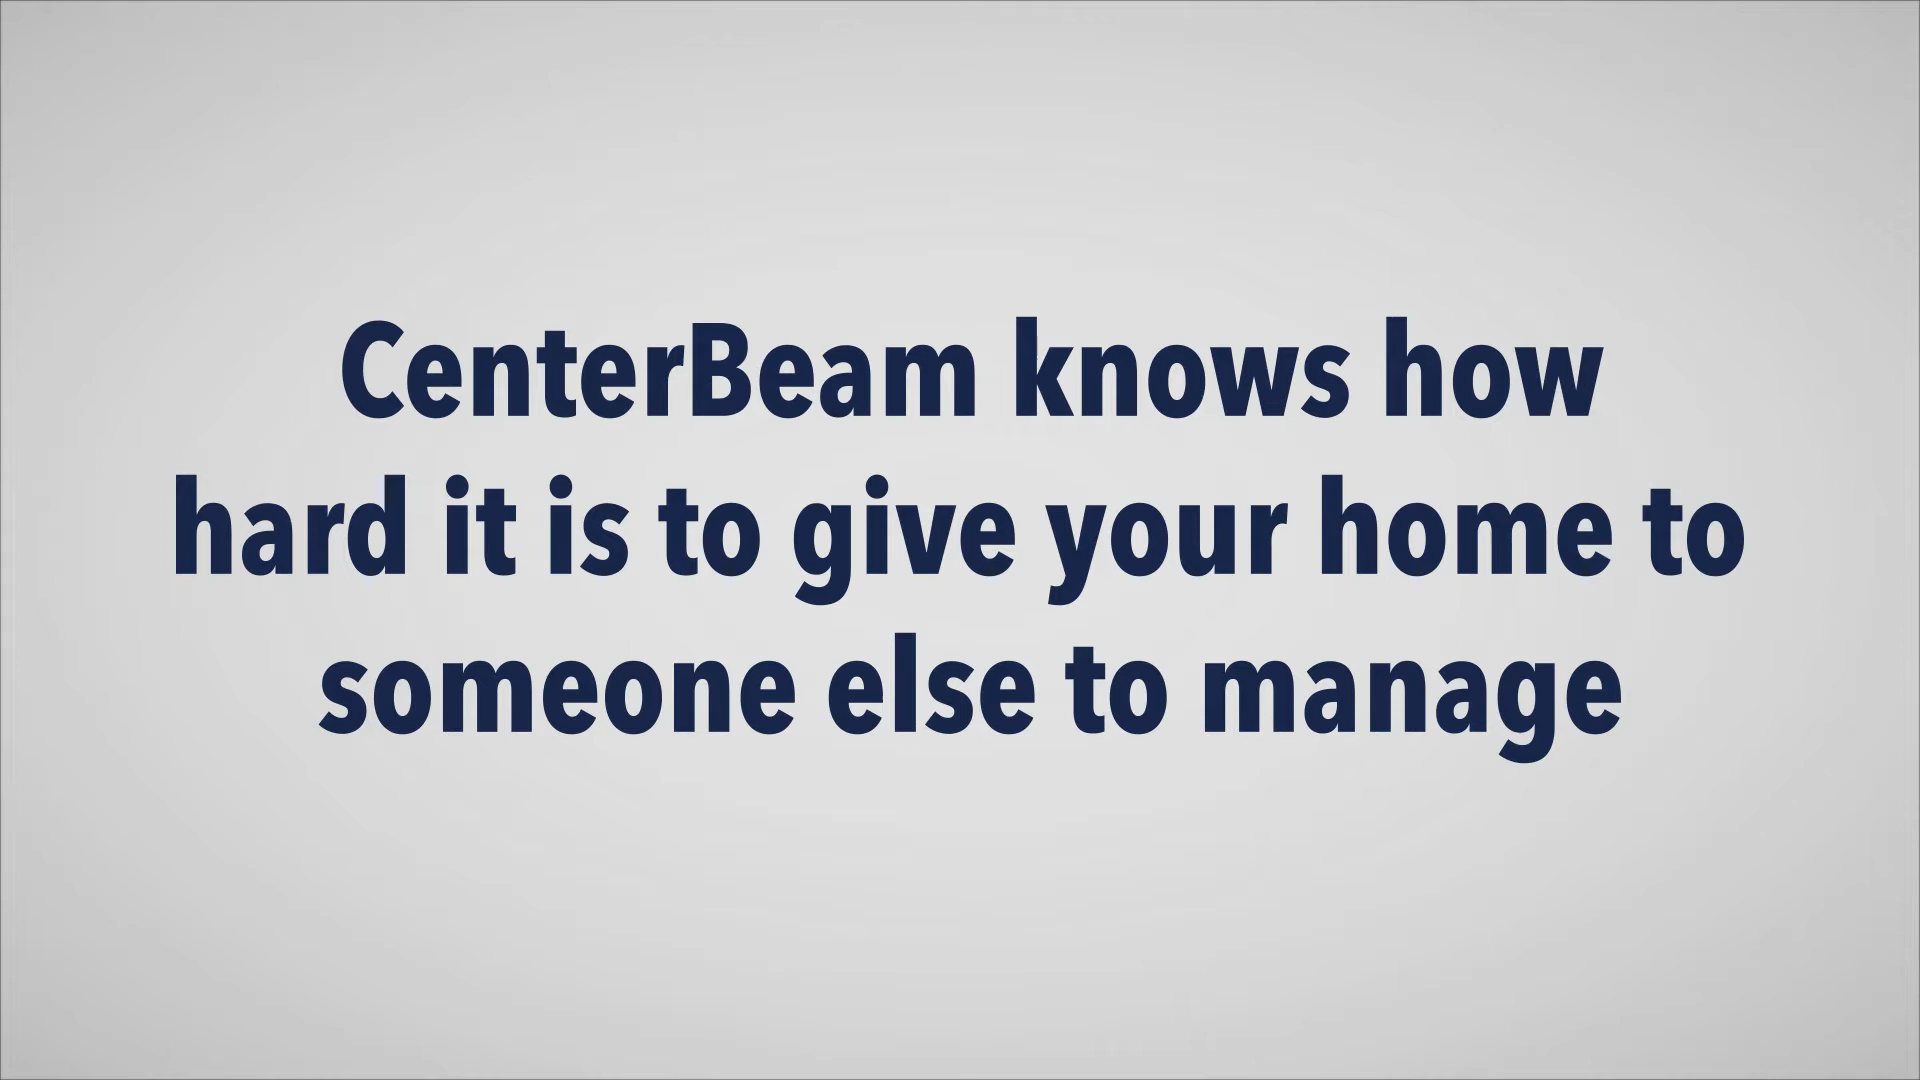 CenterBeam knows how
hard it is to give your home to
someone else to manage